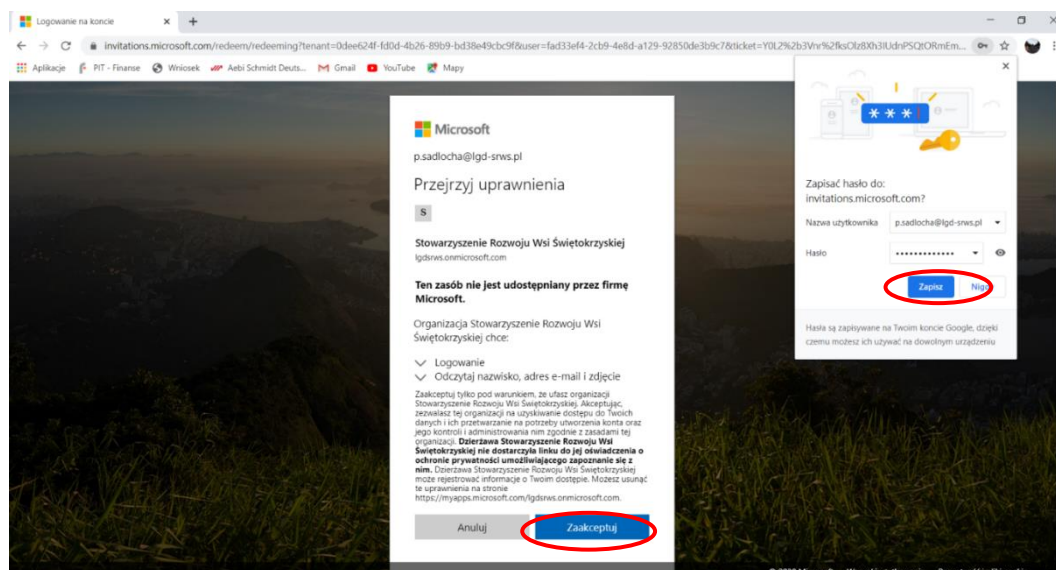 Logowanie na koncie
invitations.microsoft.com/redeem/redeeming?tenant=0dee624f-fd0d-4b26-89b9-bd38e49cbc9f&user=fad33ef4-2cb9-4e8d-a129-92850de3b9c7&ticket=
Aplikacje PIT - Finanse Wniosek Aebi Schmidt Deuts... Gmail YouTube Mapy
Microsoft
p.sadlocha@lgd-srws.pl
Przejrzyj uprawnienia
S
Stowarzyszenie Rozwoju Wsi Świętokrzyskiej
lgdsrws.onmicrosoft.com
Ten zasób nie jest udostępniany przez firmę
Microsoft.
Organizacja Stowarzyszenie Rozwoju Wsi
Świętokrzyskiej chce:
Logowanie
Odczytaj nazwisko, adres e-mail i zdjęcie
Zaakceptuj tylko pod warunkiem, że ufasz organizacji
Stowarzyszenie Rozwoju Wsi Świętokrzyskiej. Akceptując,
zezwalasz tej organizacji na uzyskiwanie dostępu do Twoich
danych i ich przetwarzanie na potrzeby utworzenia konta oraz
jego kontroli i administrowania nim zgodnie z zasadami tej
organizacji. Dzierżawa Stowarzyszenie Rozwoju Wsi
Świętokrzyskiej nie dostarczyła linku do jej oświadczenia o
ochronie prywatności umożliwiającego zapoznanie się z
nim. Dzierżawa Stowarzyszenie Rozwoju Wsi Świętokrzyskiej
może rejestrować informacje o Twoim dostępie. Możesz usunąć
te uprawnienia na stronie
https://myapps.microsoft.com/lgdsrws.onmicrosoft.com.
Anuluj Zaakceptuj
Zapisać hasło do:
invitations.microsoft.com?
Nazwa użytkownika p.sadlocha@lgd-srws.pl
Hasło •••••••••••••
Zapisz
Hasła są zapisywane na Twoim koncie Google, dzięki
czemu możesz ich używać na dowolnym urządzeniu